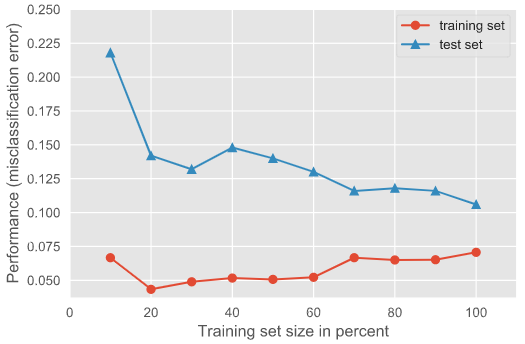 0.250
0.225
0.200
0.175
0.150
0.125
0.100
0.075
0.050
Performance (misclassification error)
training set
test set
0 20 40 60 80 100
Training set size in percent